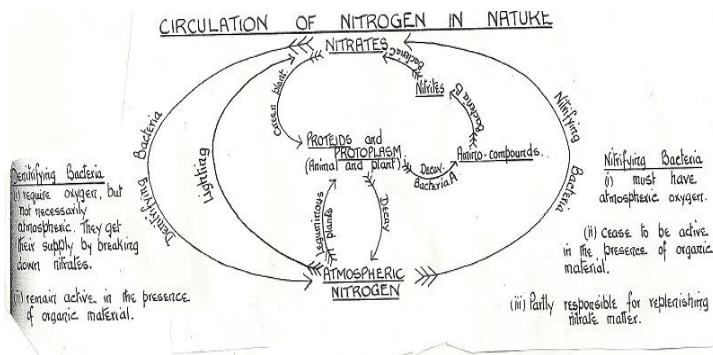 CIRCULATION OF NITROGEN IN NATURE
NITRATES
Bacteria C
Nitrites
Bacteria B
Green plant
Denitrifying Bacteria
Lighting
Nitrifying Bacteria
PROTEIDS and
PROTOPLASM
(Animal and plant)
Decay
Bacteria A
Amino-compounds.
Leguminous
plants
Decay
ATMOSPHERIC
NITROGEN
Denitrifying Bacteria
(i) require oxygen, but
not necessarily
atmospheric. They get
their supply by breaking
down nitrates.
(ii) remain active in the presence
of organic material.
Nitrifying Bacteria
(i) must have
atmospheric oxygen.
(ii) Cease to be active
in the presence of organic
material.
(iii) Partly responsible for replenishing
nitrate matter.